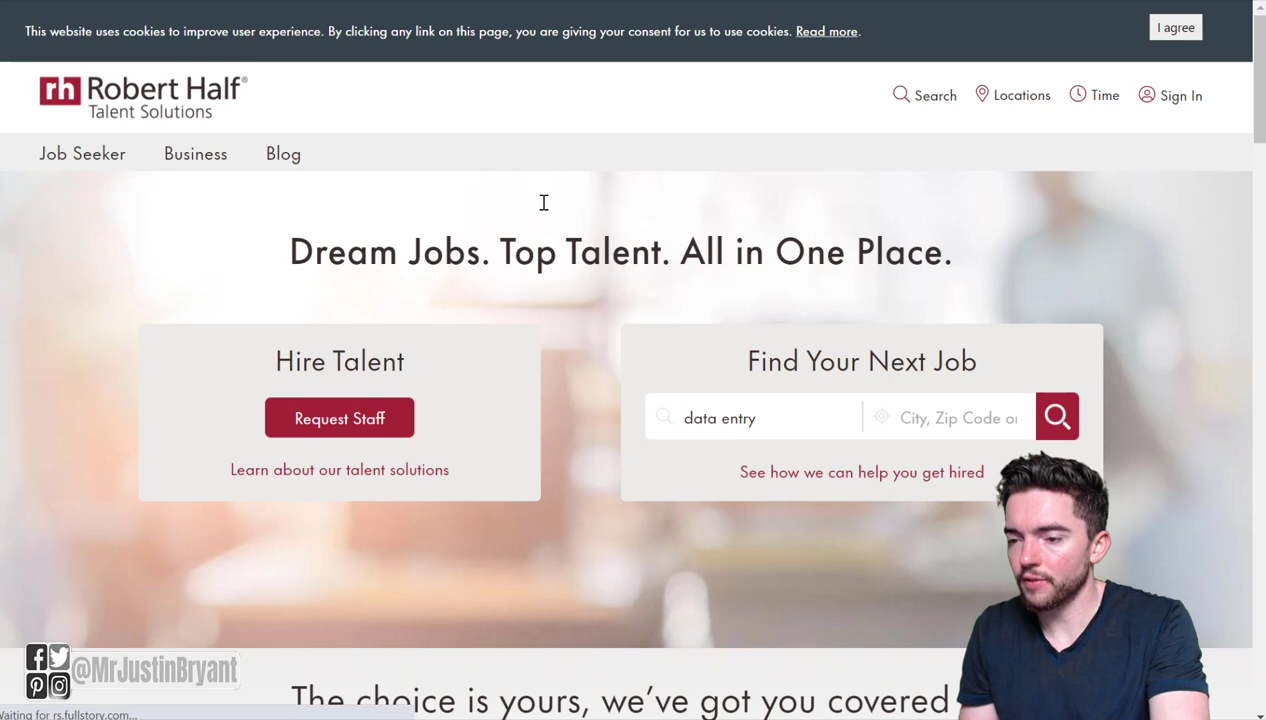 This website uses cookies to improve user experience. By clicking any link on this page, you are giving your consent for us to use cookies. Read more.
I agree
rh Robert Half®
Talent Solutions
Search
Locations
Time
Sign In
Job Seeker
Business
Blog
Dream Jobs. Top Talent. All in One Place.
Hire Talent
Request Staff
Learn about our talent solutions
Find Your Next Job
data entry
City, Zip Code or
See how we can help you get hired
@MrJustinBryant
The choice is yours, we’ve got you covered
Waiting for rs.fullstory.com...